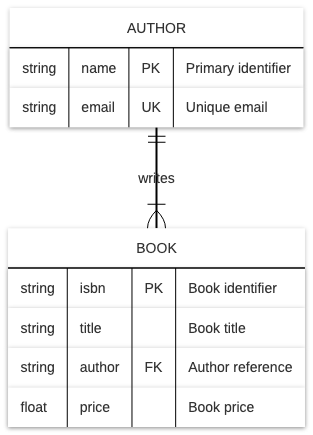 AUTHOR
string name PK Primary identifier
string email UK Unique email
writes
BOOK
string isbn PK Book identifier
string title Book title
string author FK Author reference
float price Book price